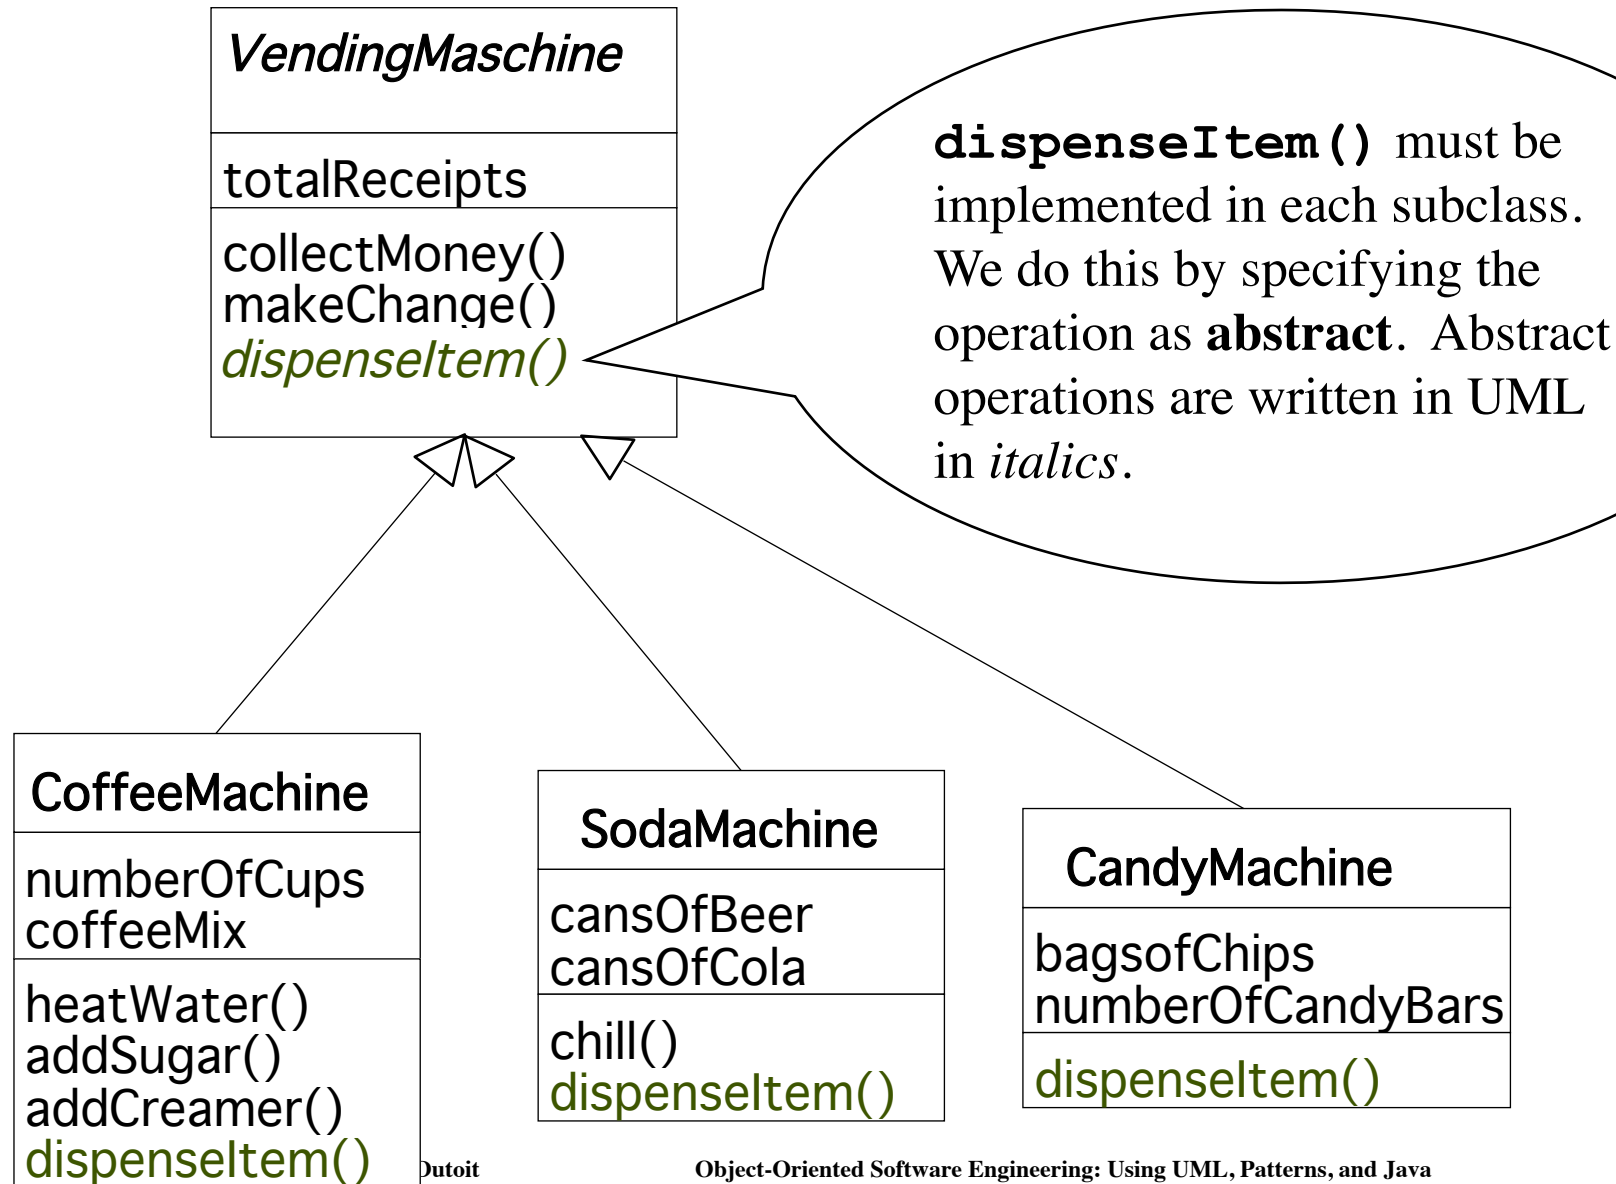 VendingMaschine
totalReceipts
collectMoney()
makeChange()
dispenseItem()
dispenseItem() must be
implemented in each subclass.
We do this by specifying the
operation as abstract. Abstract
operations are written in UML
in italics.
CoffeeMachine
numberOfCups
coffeeMix
heatWater()
addSugar()
addCreamer()
dispenseItem()
SodaMachine
cansOfBeer
cansOfCola
chill()
dispenseItem()
CandyMachine
bagsofChips
numberOfCandyBars
dispenseItem()
Dutoit
Object-Oriented Software Engineering: Using UML, Patterns, and Java